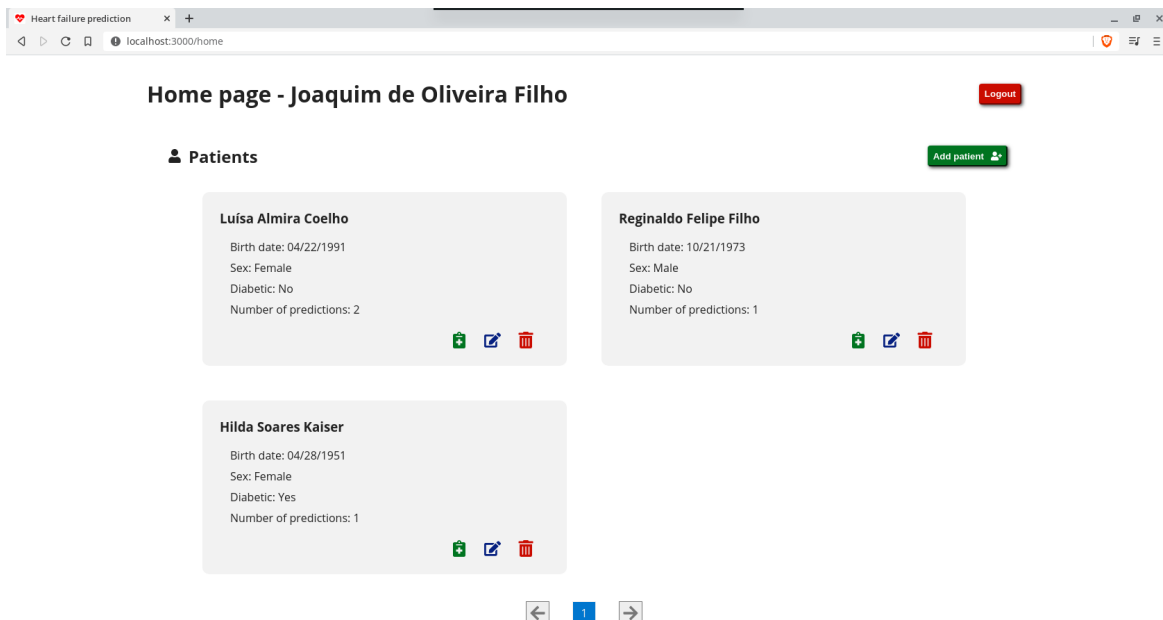 Heart failure prediction
localhost:3000/home
Home page - Joaquim de Oliveira Filho
Logout
Patients
Add patient
Luísa Almira Coelho
Birth date: 04/22/1991
Sex: Female
Diabetic: No
Number of predictions: 2
Reginaldo Felipe Filho
Birth date: 10/21/1973
Sex: Male
Diabetic: No
Number of predictions: 1
Hilda Soares Kaiser
Birth date: 04/28/1951
Sex: Female
Diabetic: Yes
Number of predictions: 1
1